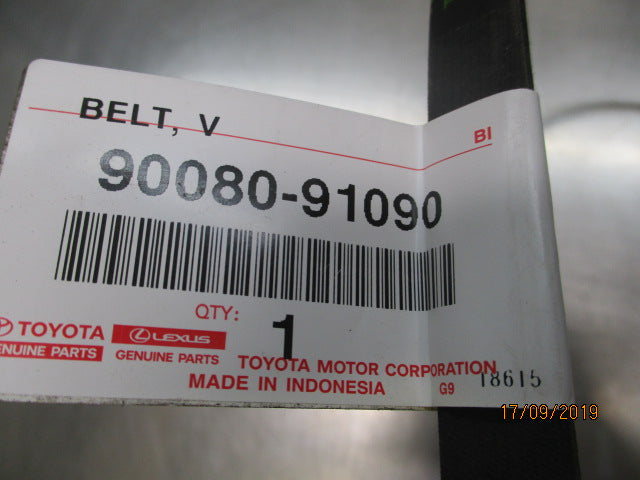 BELT, V
BI
90080-91090
QTY: 1
TOYOTA
GENUINE PARTS
LEXUS
GENUINE PARTS
TOYOTA MOTOR CORPORATION
MADE IN INDONESIA
G9
18615
17/09/2019